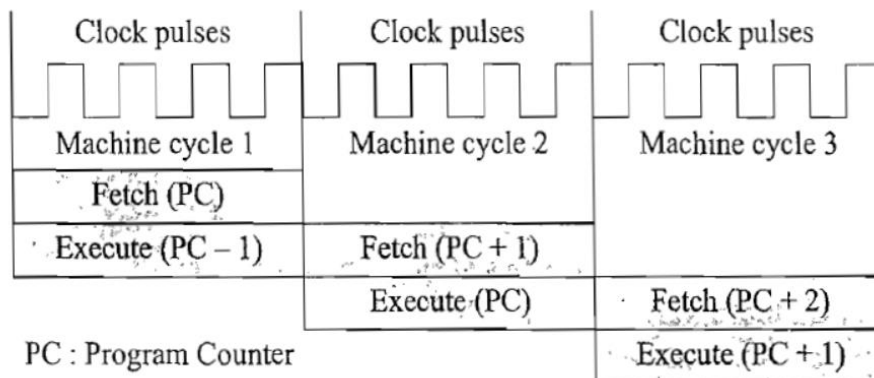 Clock pulses Clock pulses Clock pulses
Machine cycle 1 Machine cycle 2 Machine cycle 3
Fetch (PC)
Execute (PC – 1) Fetch (PC + 1)
Execute (PC) Fetch (PC + 2)
PC : Program Counter Execute (PC + 1)